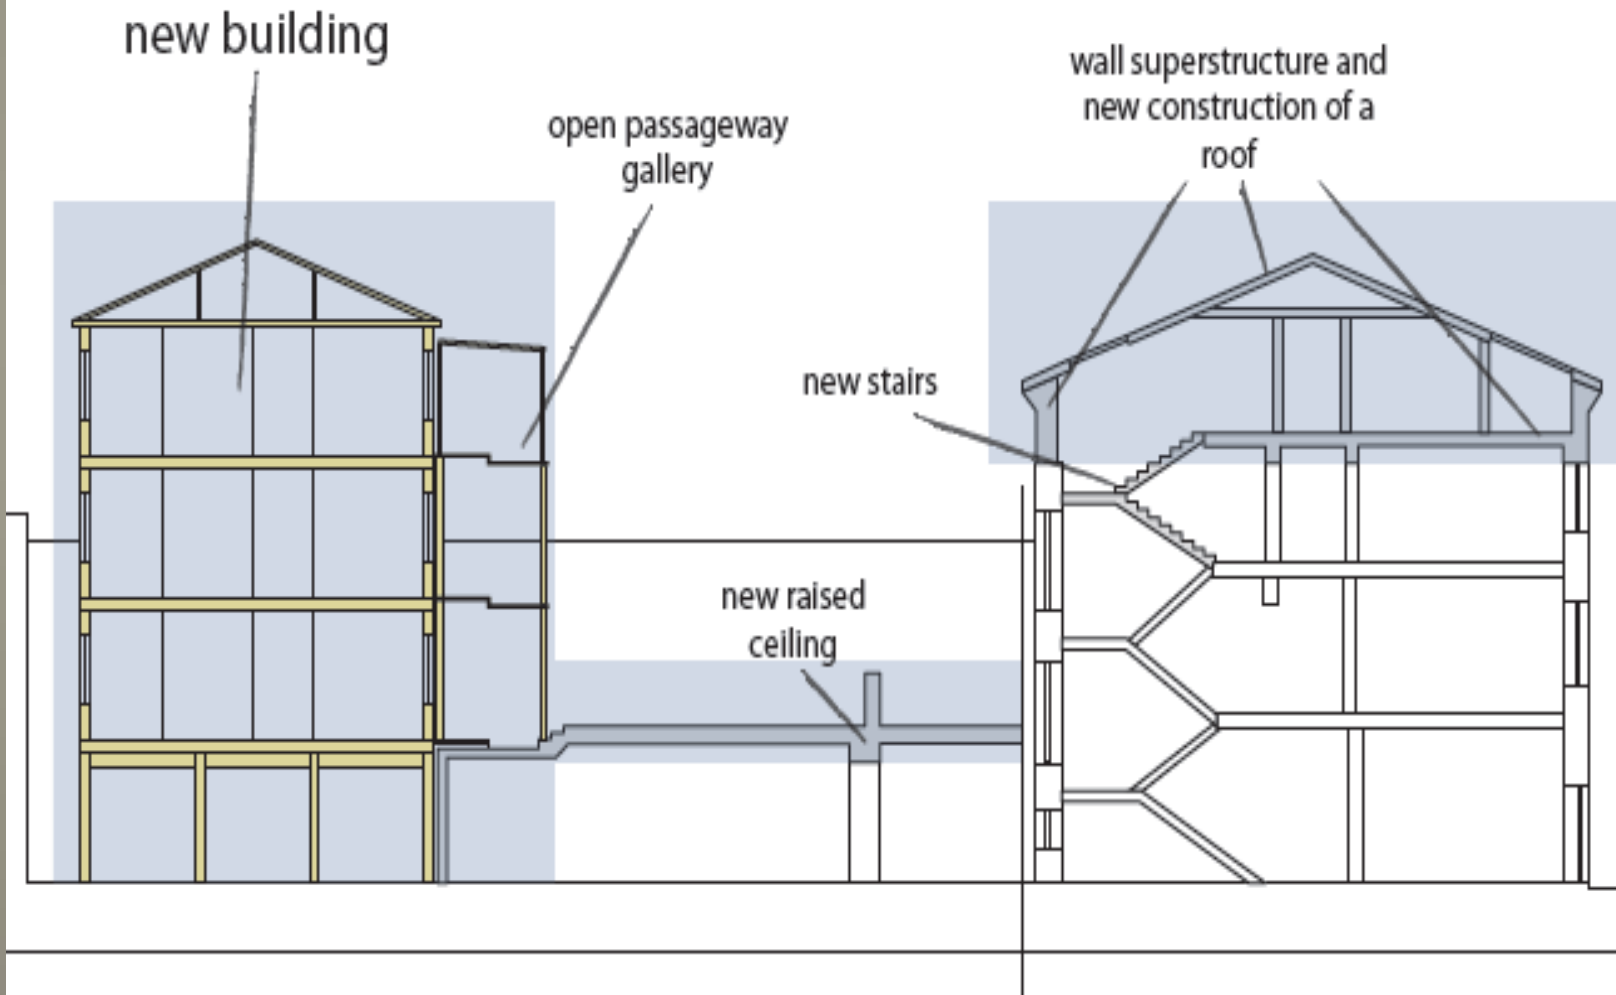 new building
open passageway
gallery
wall superstructure and
new construction of a
roof
new stairs
new raised
ceiling